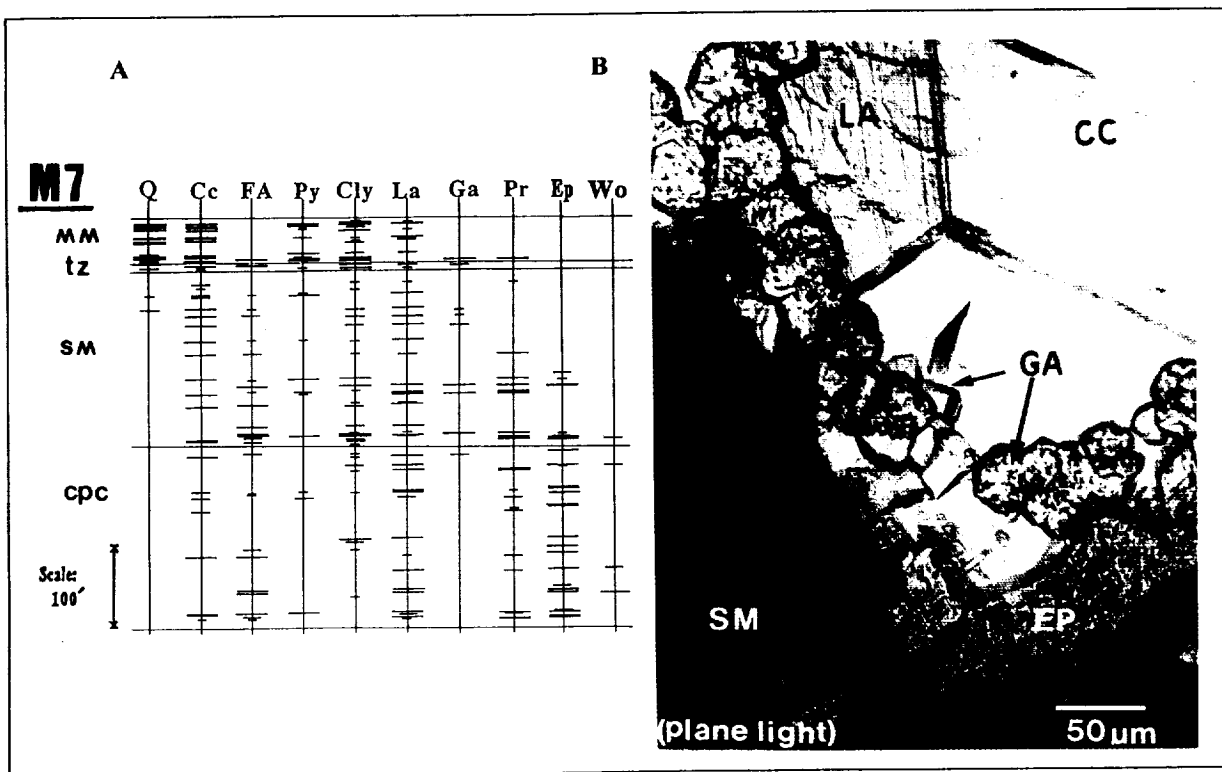 A
M7
Q Cc FA Py Cly La Ga Pr Ep Wo
mm
tz
sm
cpc
Scale:
100'
B
LA
CC
GA
SM
EP
(plane light)
50 µm